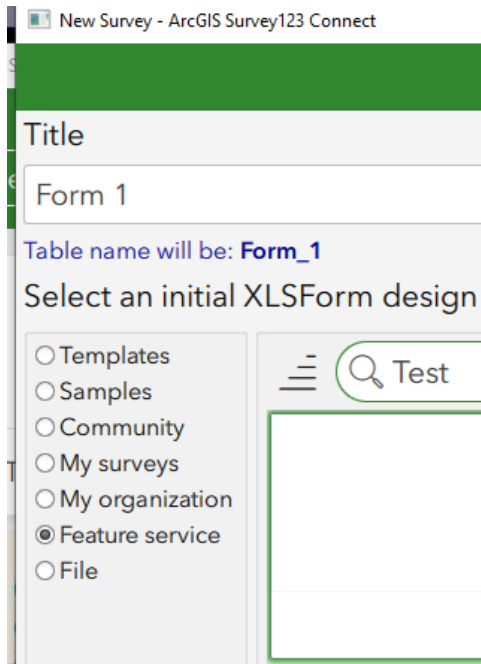 New Survey - ArcGIS Survey123 Connect
Title
Form 1
Table name will be: Form_1
Select an initial XLSForm design
Templates
Test
Samples
Community
My surveys
My organization
Feature service
File